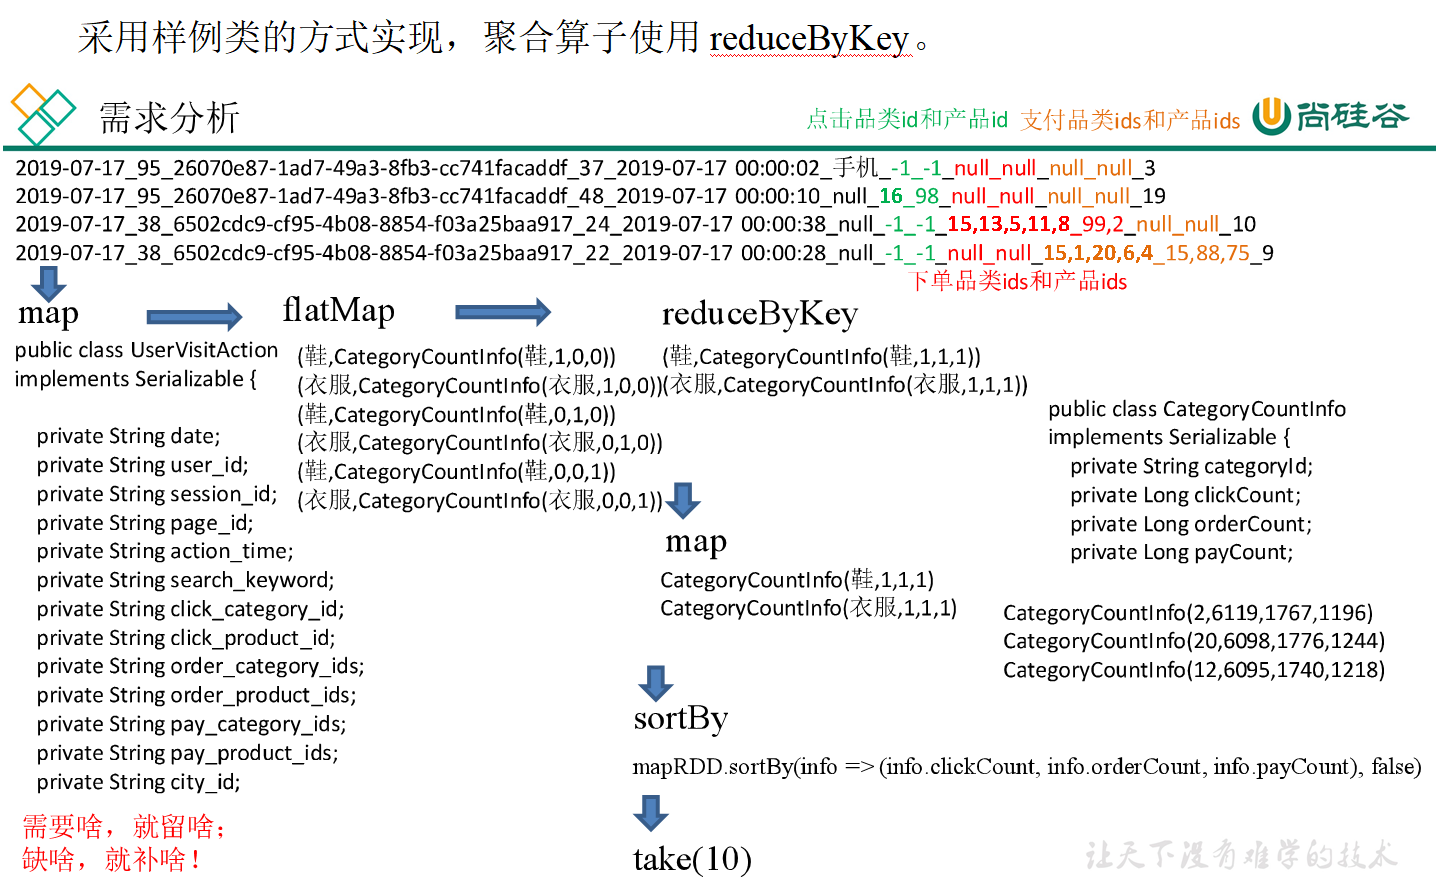 采用样例类的方式实现，聚合算子使用 reduceByKey。
需求分析
点击品类id和产品id 支付品类ids和产品ids
尚硅谷
2019-07-17_95_26070e87-1ad7-49a3-8fb3-cc741facaddf_37_2019-07-17 00:00:02_手机_-1_-1_null_null_null_null_3
2019-07-17_95_26070e87-1ad7-49a3-8fb3-cc741facaddf_48_2019-07-17 00:00:10_null_16_98_null_null_null_null_19
2019-07-17_38_6502cdc9-cf95-4b08-8854-f03a25baa917_24_2019-07-17 00:00:38_null_-1_-1_15,13,5,11,8_99,2_null_null_10
2019-07-17_38_6502cdc9-cf95-4b08-8854-f03a25baa917_22_2019-07-17 00:00:28_null_-1_-1_null_null_15,1,20,6,4_15,88,75_9
下单品类ids和产品ids
map
public class UserVisitAction
implements Serializable {
private String date;
private String user_id;
private String session_id;
private String page_id;
private String action_time;
private String search_keyword;
private String click_category_id;
private String click_product_id;
private String order_category_ids;
private String order_product_ids;
private String pay_category_ids;
private String pay_product_ids;
private String city_id;
需要啥，就留啥；
缺啥，就补啥！
flatMap
(鞋,CategoryCountInfo(鞋,1,0,0))
(衣服,CategoryCountInfo(衣服,1,0,0))
(鞋,CategoryCountInfo(鞋,0,1,0))
(衣服,CategoryCountInfo(衣服,0,1,0))
(鞋,CategoryCountInfo(鞋,0,0,1))
(衣服,CategoryCountInfo(衣服,0,0,1))
reduceByKey
(鞋,CategoryCountInfo(鞋,1,1,1))
(衣服,CategoryCountInfo(衣服,1,1,1))
map
CategoryCountInfo(鞋,1,1,1)
CategoryCountInfo(衣服,1,1,1)
public class CategoryCountInfo
implements Serializable {
private String categoryId;
private Long clickCount;
private Long orderCount;
private Long payCount;
CategoryCountInfo(2,6119,1767,1196)
CategoryCountInfo(20,6098,1776,1244)
CategoryCountInfo(12,6095,1740,1218)
sortBy
mapRDD.sortBy(info => (info.clickCount, info.orderCount, info.payCount), false)
take(10)
让天下没有难学的技术